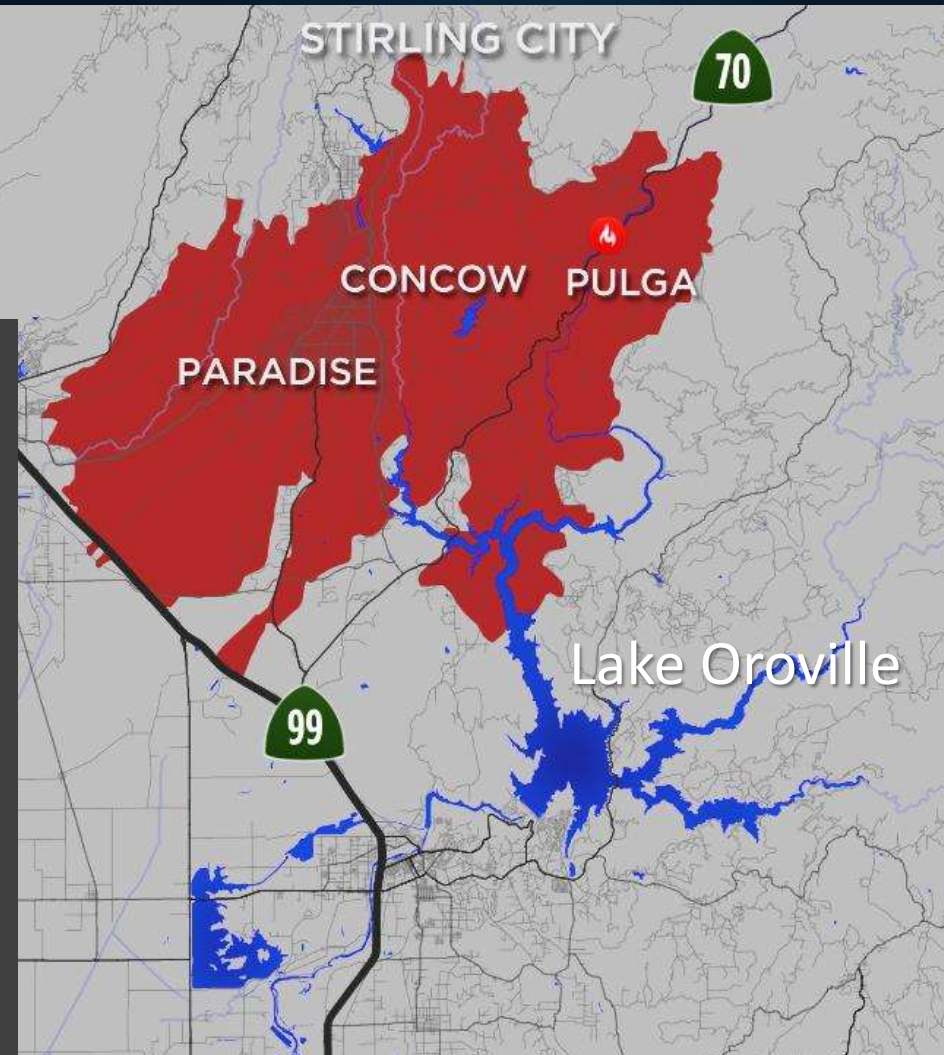 STIRLING CITY
70
CONCOW
PULGA
PARADISE
Lake Oroville
99